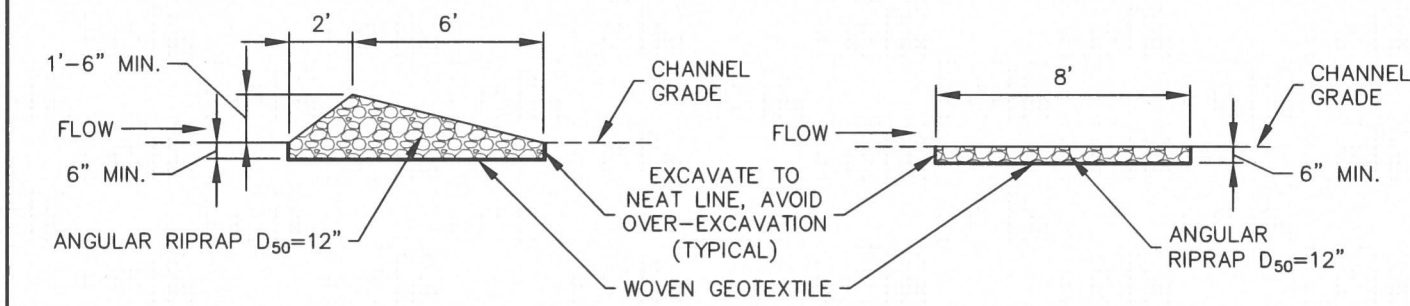 2'
6'
1'-6" MIN.
FLOW
6" MIN.
CHANNEL
GRADE
ANGULAR RIPRAP D50=12"
EXCAVATE TO
NEAT LINE, AVOID
OVER-EXCAVATION
(TYPICAL)
WOVEN GEOTEXTILE
8'
FLOW
CHANNEL
GRADE
6" MIN.
ANGULAR
RIPRAP D50=12"